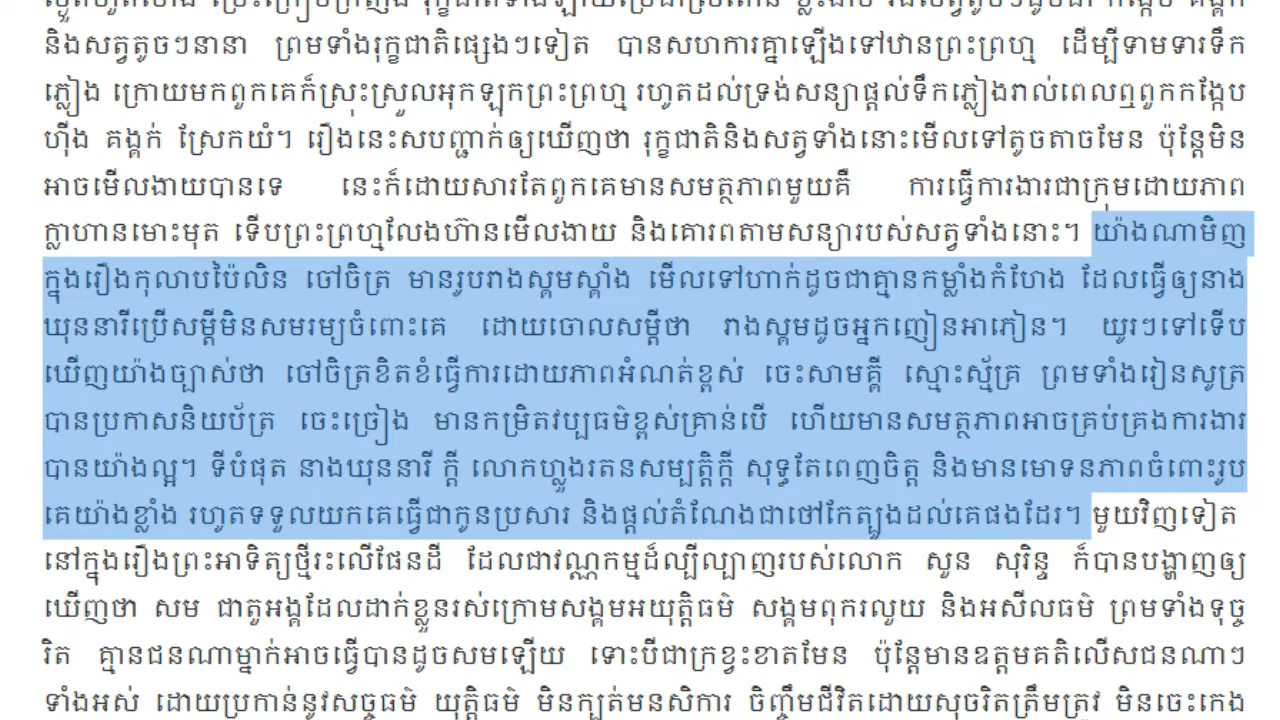 និងសត្វតូចៗនានា ព្រមទាំងរុក្ខជាតិផ្សេងៗទៀត បានសហការគ្នាឡើងទៅឋានព្រះព្រហ្ម ដើម្បីទាមទារទឹក
ភ្លៀង ក្រោយមកពួកគេក៏ស្រុះស្រួលអុកឡុកព្រះព្រហ្ម រហូតដល់ទ្រង់សន្យាផ្ដល់ទឹកភ្លៀងរាល់ពេលឮពួកកង្កែប
ហ៊ីង គង្គក់ ស្រែកយំ។ រឿងនេះសបញ្ជាក់ឲ្យឃើញថា រុក្ខជាតិនិងសត្វទាំងនោះមើលទៅតូចតាចមែន ប៉ុន្តែមិន
អាចមើលងាយបានទេ នេះក៏ដោយសារតែពួកគេមានសមត្ថភាពមួយគឺ ការធ្វើការងារជាក្រុមដោយភាព
ក្លាហានមោះមុត ទើបព្រះព្រហ្មលែងហ៊ានមើលងាយ និងគោរពតាមសន្យារបស់សត្វទាំងនោះ។ យ៉ាងណាមិញ
ក្នុងរឿងកុលាបប៉ៃលិន ចៅចិត្រ មានរូបរាងស្គមស្គាំង មើលទៅហាក់ដូចជាគ្មានកម្លាំងកំហែង ដែលធ្វើឲ្យនាង
ឃុននារីប្រើសម្ដីមិនសមរម្យចំពោះគេ ដោយចោលសម្ដីថា រាងស្គមដូចអ្នកញៀនអាភៀន។ យូរៗទៅទើប
ឃើញយ៉ាងច្បាស់ថា ចៅចិត្រខិតខំធ្វើការដោយភាពអំណត់ខ្ពស់ ចេះសាមគ្គី ស្មោះស្ម័គ្រ ព្រមទាំងរៀនសូត្រ
បានប្រកាសនិយប័ត្រ ចេះច្រៀង មានកម្រិតវប្បធម៌ខ្ពស់គ្រាន់បើ ហើយមានសមត្ថភាពអាចគ្រប់គ្រងការងារ
បានយ៉ាងល្អ។ ទីបំផុត នាងឃុននារី ក្ដី លោកហ្លួងរតនសម្បត្តិក្ដី សុទ្ធតែពេញចិត្ត និងមានមោទនភាពចំពោះរូប
គេយ៉ាងខ្លាំង រហូតទទួលយកគេធ្វើជាកូនប្រសារ និងផ្ដល់តំណែងជាថៅកែត្បូងដល់គេផងដែរ។ មួយវិញទៀត
នៅក្នុងរឿងព្រះអាទិត្យថ្មីរះលើផែនដី ដែលជាវណ្ណកម្មដ៏ល្បីល្បាញរបស់លោក សួន សុរិន្ទ ក៏បានបង្ហាញឲ្យ
ឃើញថា សម ជាតួអង្គដែលដាក់ខ្លួនរស់ក្រោមសង្គមអយុត្តិធម៌ សង្គមពុករលួយ និងអសីលធម៌ ព្រមទាំងទុច្ច
រិត គ្មានជនណាម្នាក់អាចធ្វើបានដូចសមឡើយ ទោះបីជាក្រខ្វះខាតមែន ប៉ុន្តែមានឧត្តមគតិលើសជនណាៗ
ទាំងអស់ ដោយប្រកាន់នូវសច្ចធម៌ យុត្តិធម៌ មិនក្បត់មនសិការ ចិញ្ចឹមជីវិតដោយសុចរិតត្រឹមត្រូវ មិនចេះកេង